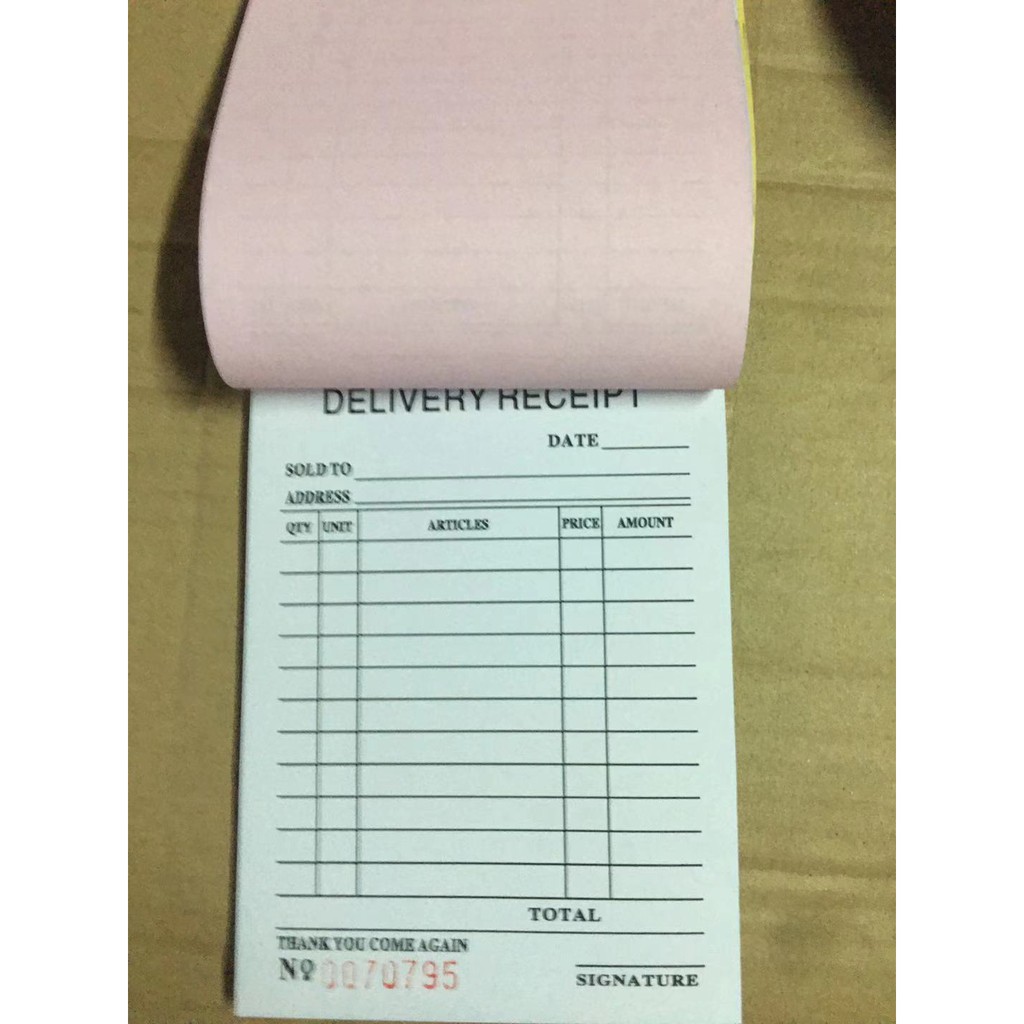 DELIVERY RECEIPT
DATE
SOLD TO
ADDRESS
QTY UNIT ARTICLES PRICE AMOUNT
TOTAL
THANK YOU COME AGAIN
Nº 0070795
SIGNATURE